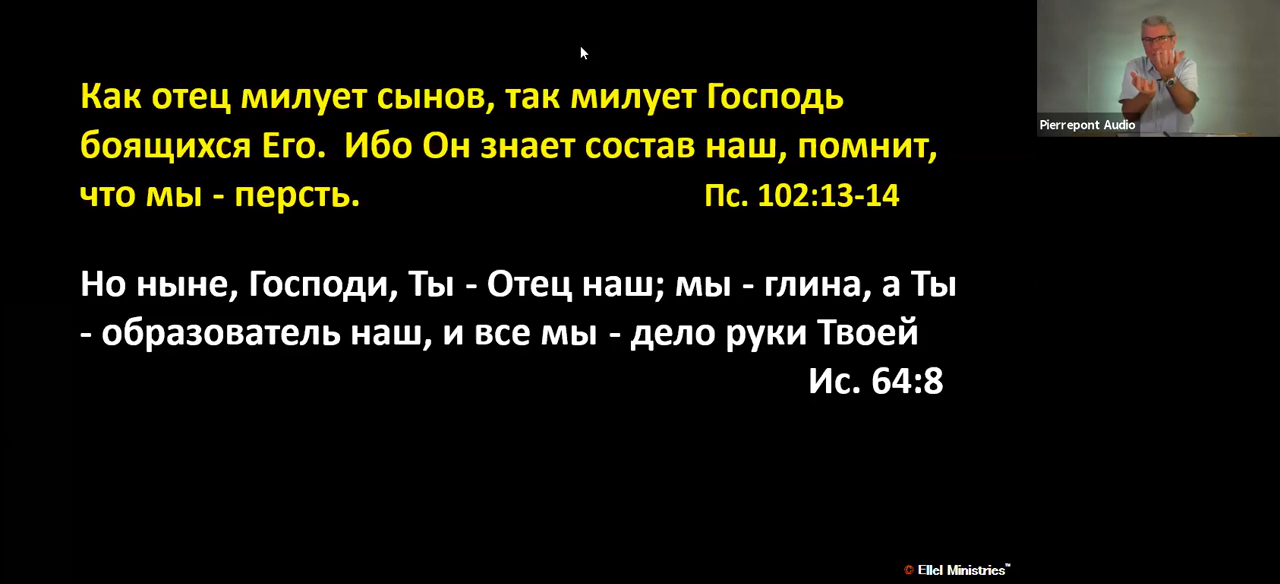 Как отец милует сынов, так милует Господь
боящихся Его.  Ибо Он знает состав наш, помнит,
что мы - персть. Пс. 102:13-14
Но ныне, Господи, Ты - Отец наш; мы - глина, а Ты
- образователь наш, и все мы - дело руки Твоей
Ис. 64:8
Pierrepont Audio
© Ellel Ministries™